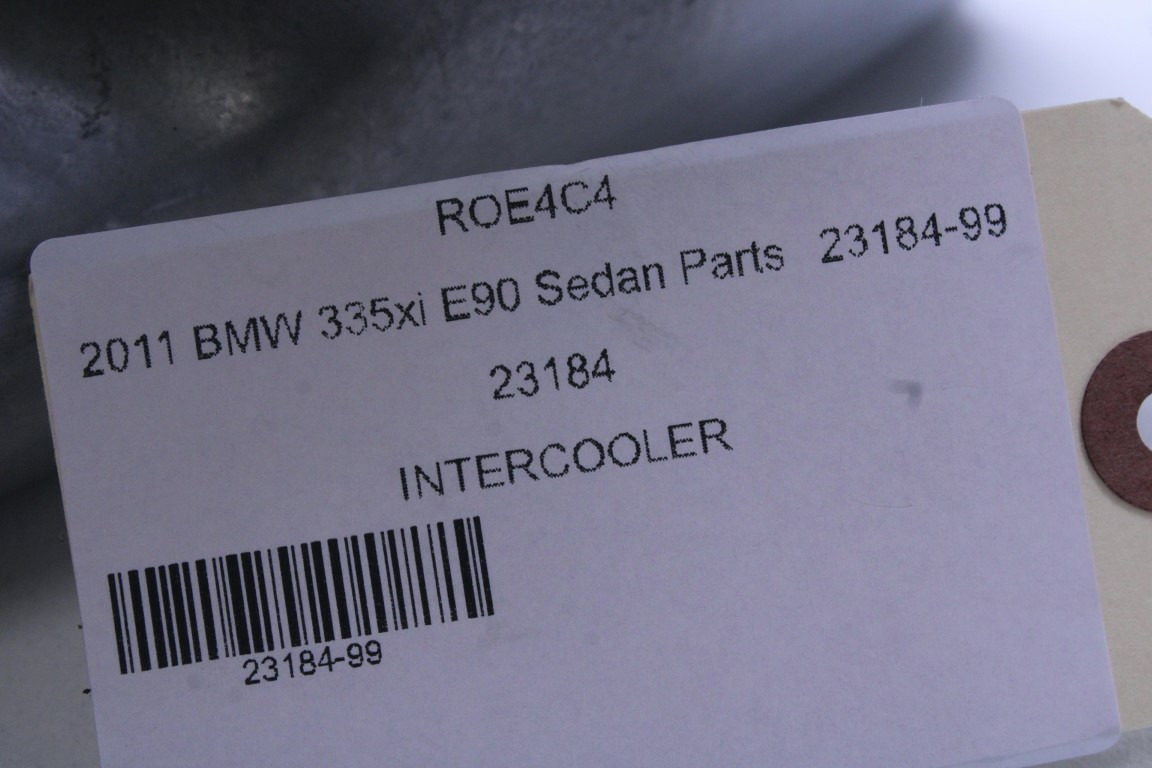 ROE4C4
2011 BMW 335xi E90 Sedan Parts 23184-99
23184
INTERCOOLER
23184-99